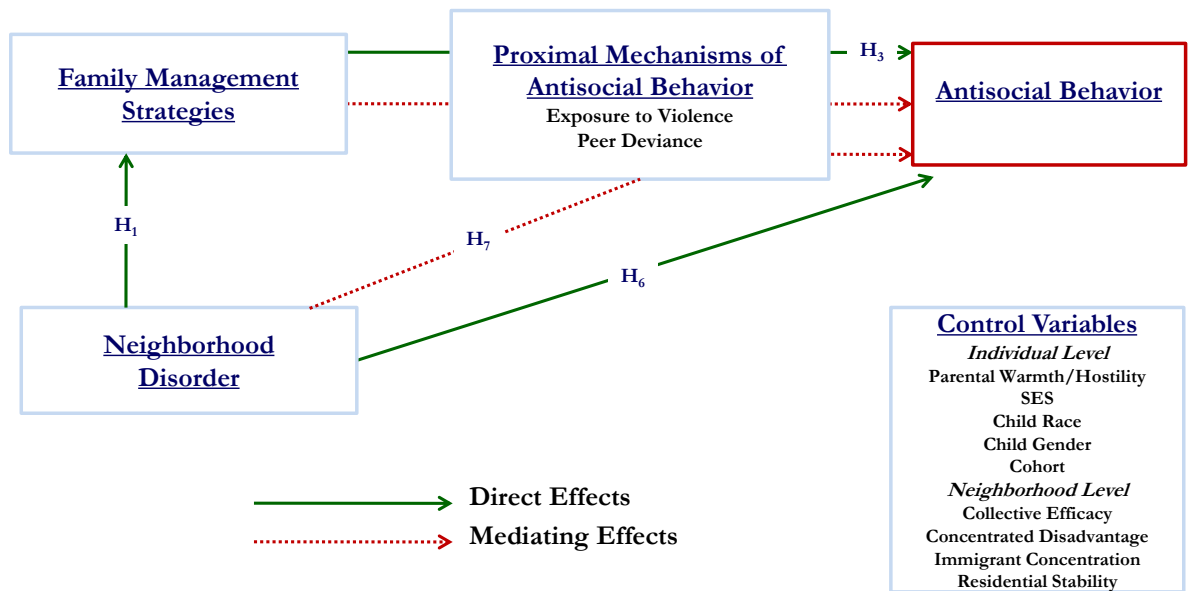 Family Management
Strategies
Proximal Mechanisms of
Antisocial Behavior
Exposure to Violence
Peer Deviance
H3
Antisocial Behavior
H1
H7
H6
Neighborhood
Disorder
Control Variables
Individual Level
Parental Warmth/Hostility
SES
Child Race
Child Gender
Cohort
Neighborhood Level
Collective Efficacy
Concentrated Disadvantage
Immigrant Concentration
Residential Stability
Direct Effects
Mediating Effects